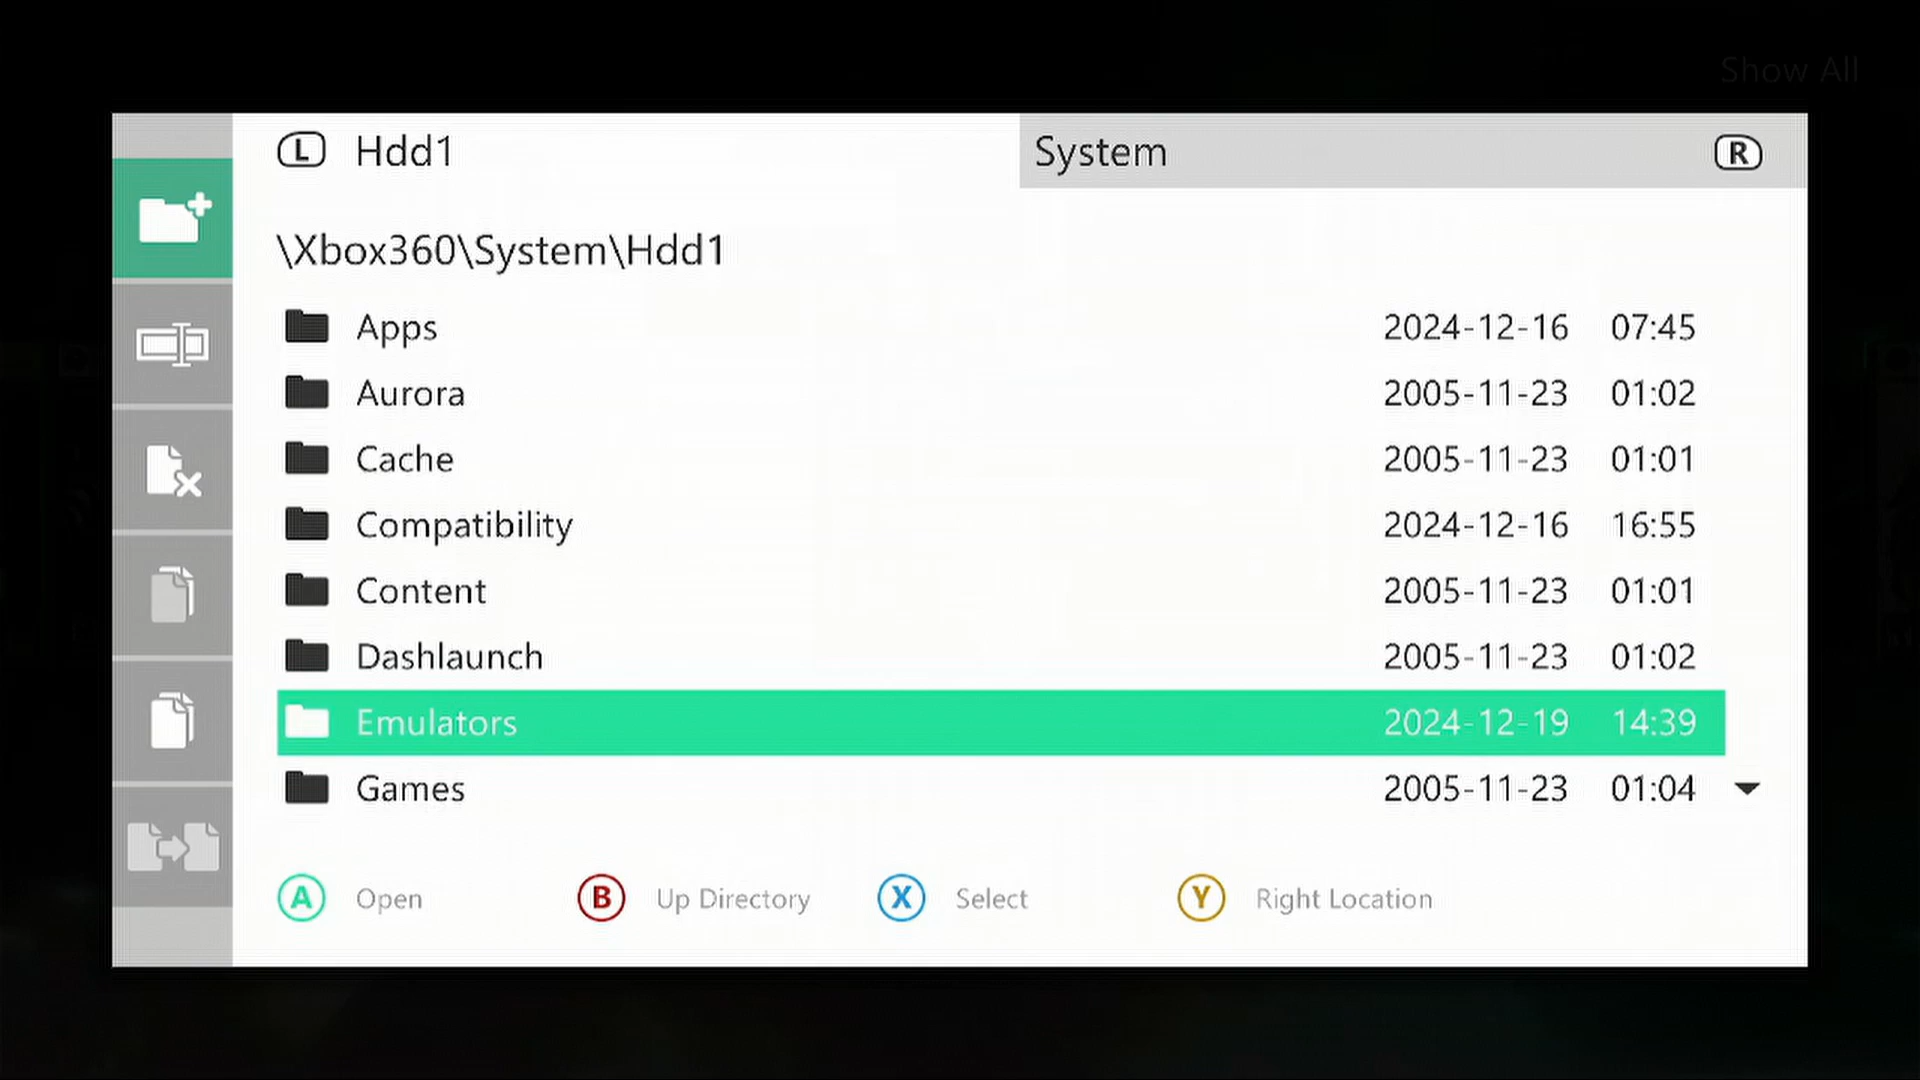 Show All
L Hdd1 System R
\Xbox360\System\Hdd1
Apps 2024-12-16 07:45
Aurora 2005-11-23 01:02
Cache 2005-11-23 01:01
Compatibility 2024-12-16 16:55
Content 2005-11-23 01:01
Dashlaunch 2005-11-23 01:02
Emulators 2024-12-19 14:39
Games 2005-11-23 01:04
A Open B Up Directory X Select Y Right Location